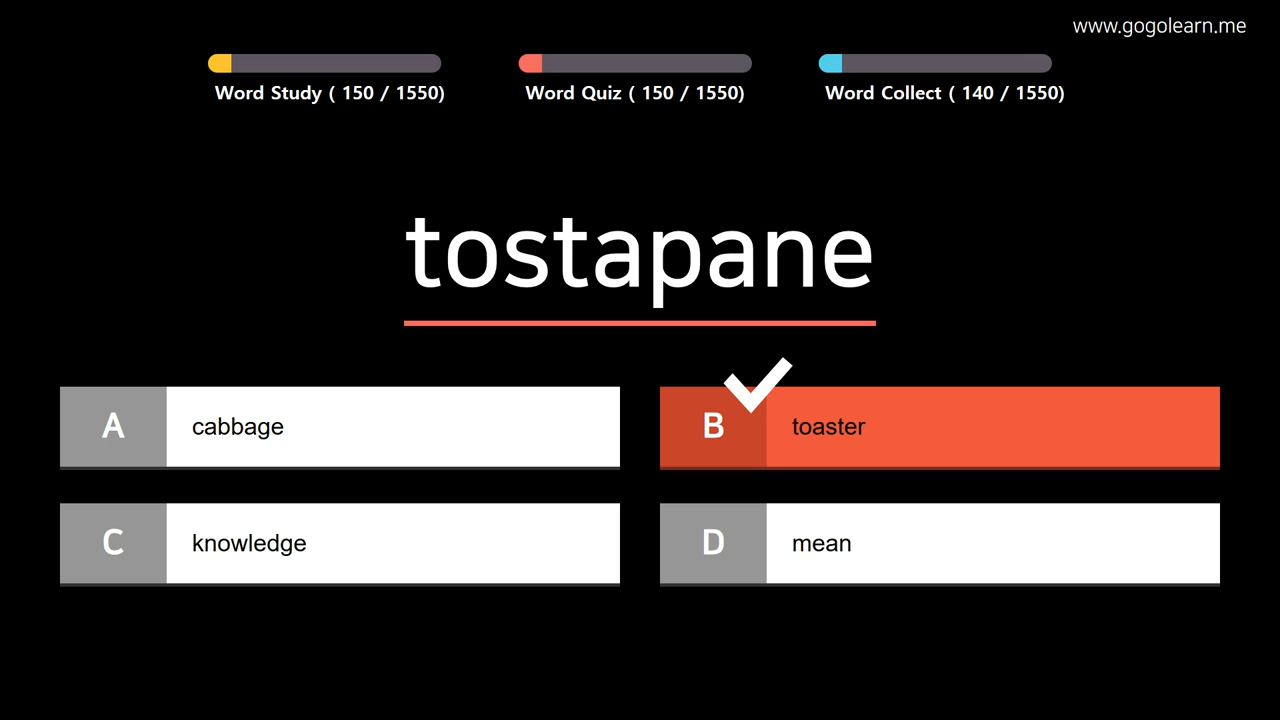 www.gogolearn.me
Word Study ( 150 / 1550)
Word Quiz ( 150 / 1550)
Word Collect ( 140 / 1550)
tostapane
A cabbage
B toaster
C knowledge
D mean